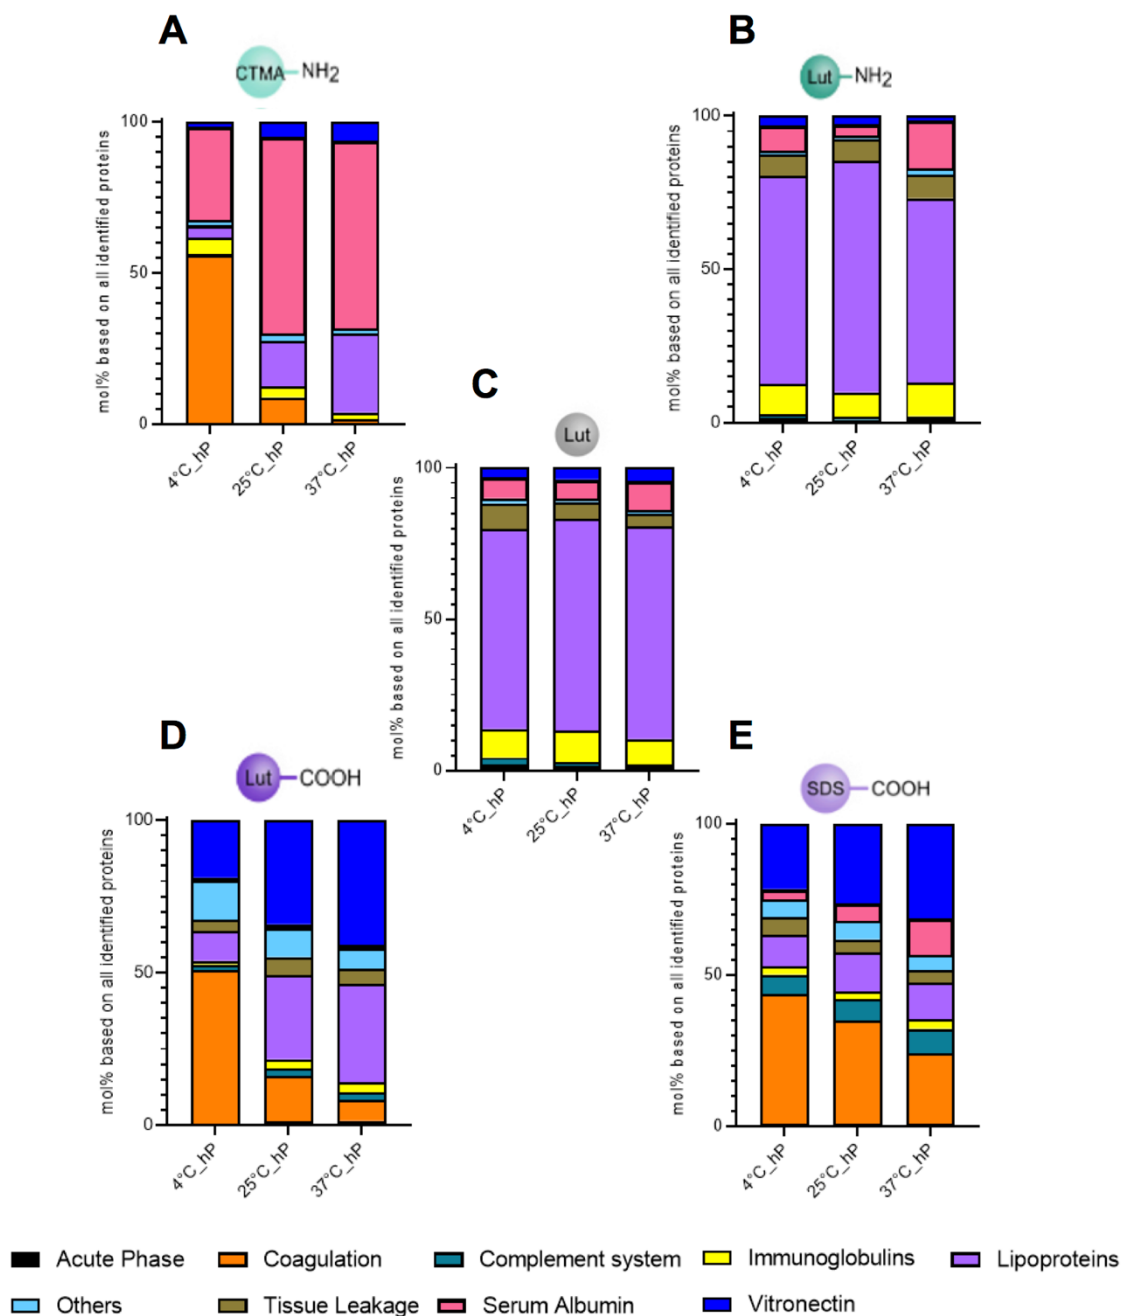 A
CTMA NH2
mol% based on all identified proteins
100
50
0
4°C_hP
25°C_hP
37°C_hP
B
Lut NH2
mol% based on all identified proteins
100
50
0
4°C_hP
25°C_hP
37°C_hP
C
Lut
mol% based on all identified proteins
100
50
0
4°C_hP
25°C_hP
37°C_hP
D
Lut COOH
mol% based on all identified proteins
100
50
0
4°C_hP
25°C_hP
37°C_hP
E
SDS COOH
mol% based on all identified proteins
100
50
0
4°C_hP
25°C_hP
37°C_hP
Acute Phase Coagulation Complement system Immunoglobulins Lipoproteins
Others Tissue Leakage Serum Albumin Vitronectin